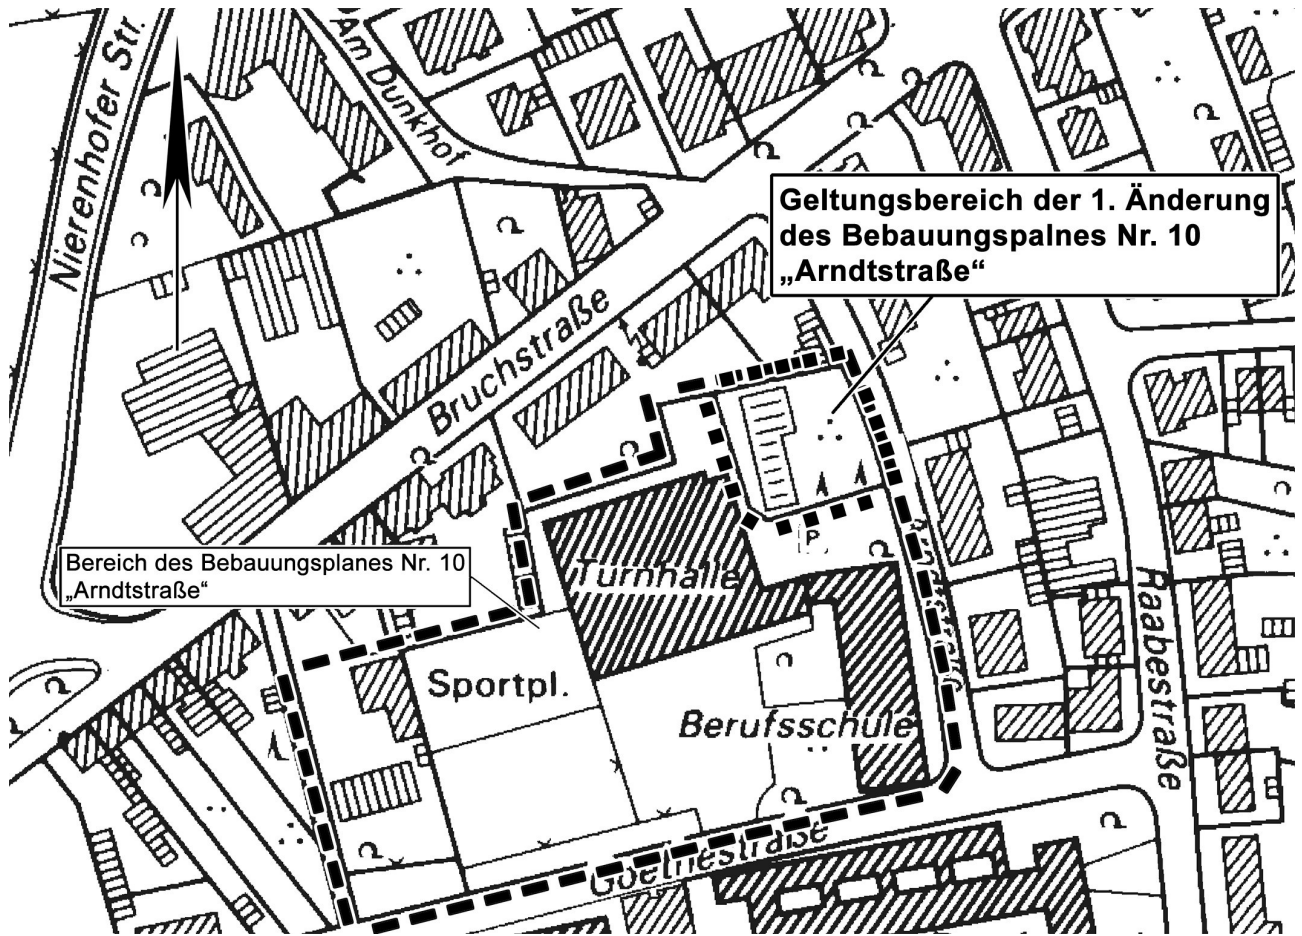 Nierenhofer Str.
Am Dunkhof
Geltungsbereich der 1. Änderung
des Bebauungspalnes Nr. 10
„Arndtstraße“
Bruchstraße
Bereich des Bebauungsplanes Nr. 10
„Arndtstraße“
P
Turnhalle
Raabestraße
Sportpl.
Berufsschule
Goethestraße